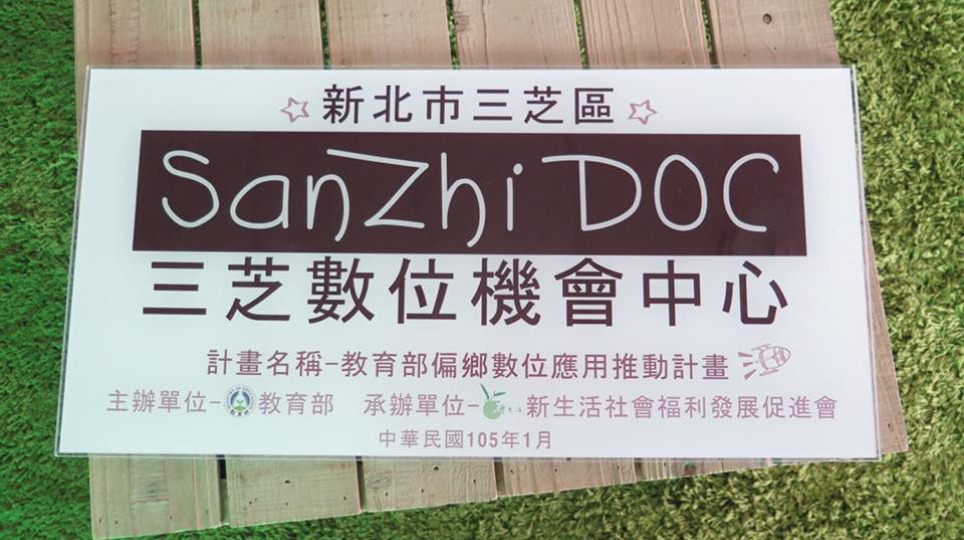 新北市三芝區
SanZhi DOC
三芝數位機會中心
計畫名稱-教育部偏鄉數位應用推動計畫
主辦單位-教育部 承辦單位-新生活社會福利發展促進會
中華民國105年1月